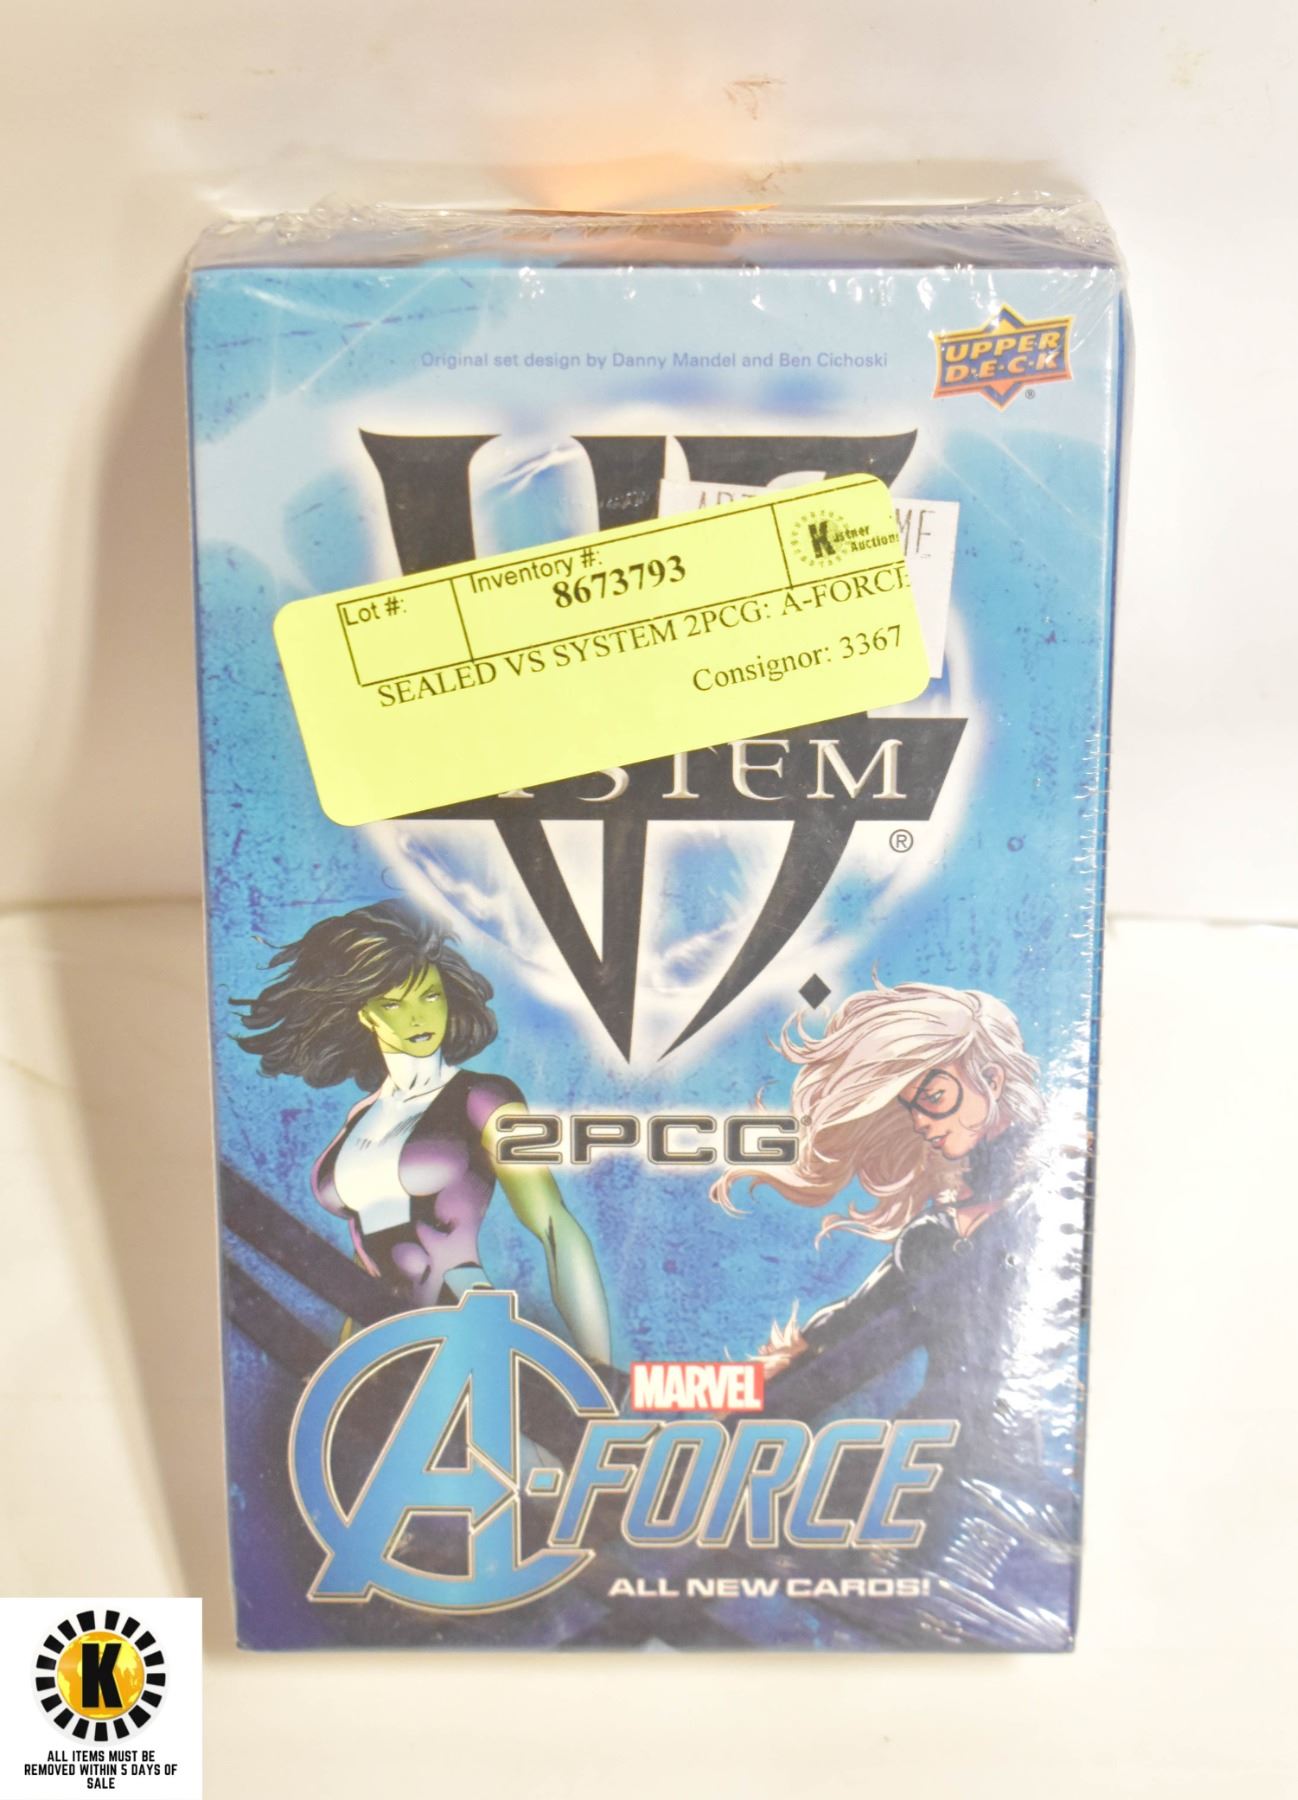 Original set design by Danny Mandel and Ben Cichoski
UPPER
D·E·C·K
®
ME
Lot #:
Inventory #:
8673793
Kastner
Auctions
SEALED VS SYSTEM 2PCG: A-FORCE
Consignor: 3367
STEM
®
2PCG®
MARVEL
A-FORCE
ALL NEW CARDS!
K
ALL ITEMS MUST BE
REMOVED WITHIN 5 DAYS OF
SALE